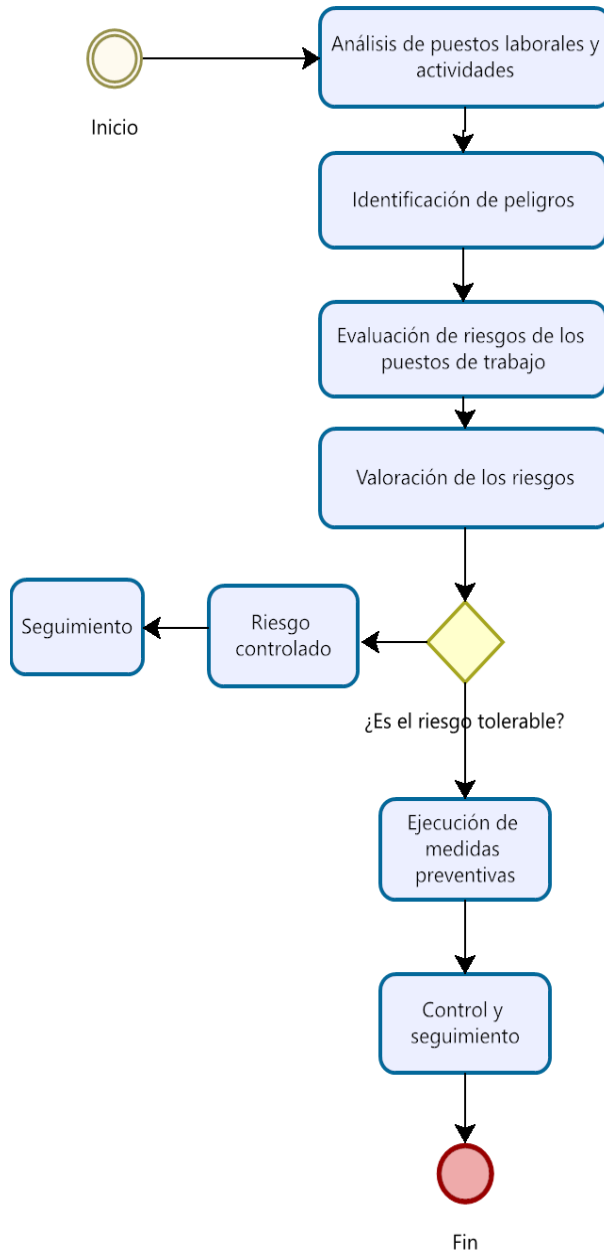 Inicio
Análisis de puestos laborales y
actividades
Identificación de peligros
Evaluación de riesgos de los
puestos de trabajo
Valoración de los riesgos
Seguimiento
Riesgo
controlado
¿Es el riesgo tolerable?
Ejecución de
medidas
preventivas
Control y
seguimiento
Fin